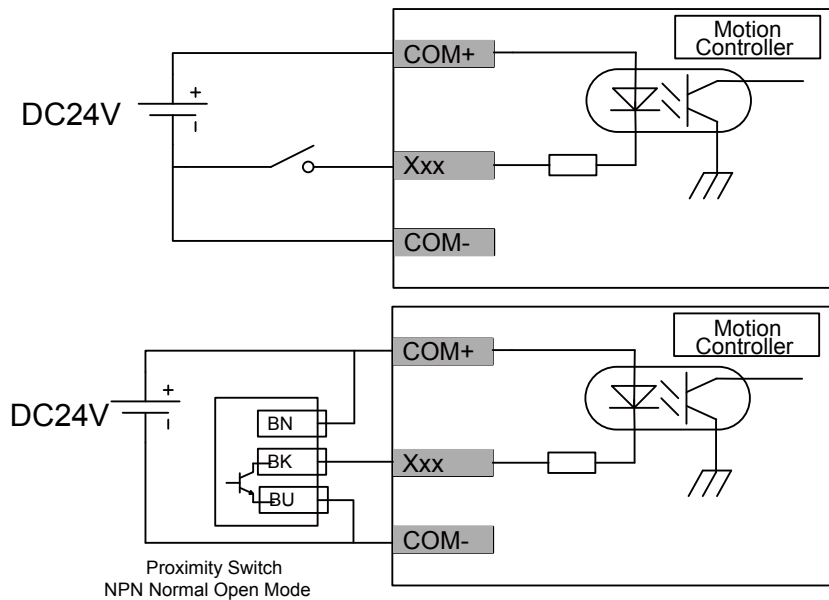 Motion
Controller
COM+
+
DC24V
-
Xxx
COM-
Motion
Controller
COM+
+
DC24V
-
BN
BK
Xxx
BU
COM-
Proximity Switch
NPN Normal Open Mode